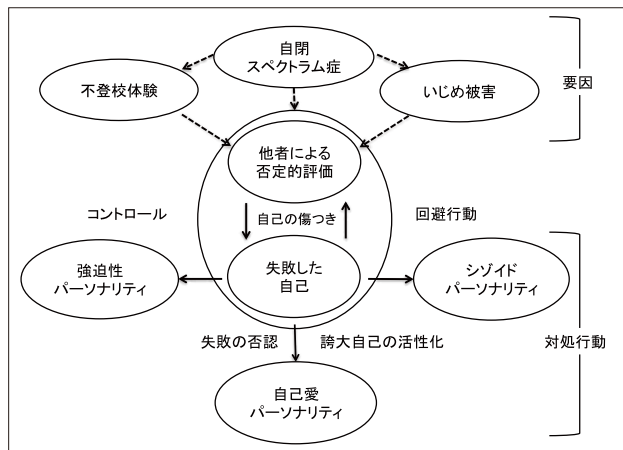 自閉
スペクトラム症
不登校体験
いじめ被害
要因
他者による
否定的評価
コントロール
自己の傷つき
回避行動
強迫性
パーソナリティ
失敗した
自己
シゾイド
パーソナリティ
失敗の否認
誇大自己の活性化
対処行動
自己愛
パーソナリティ